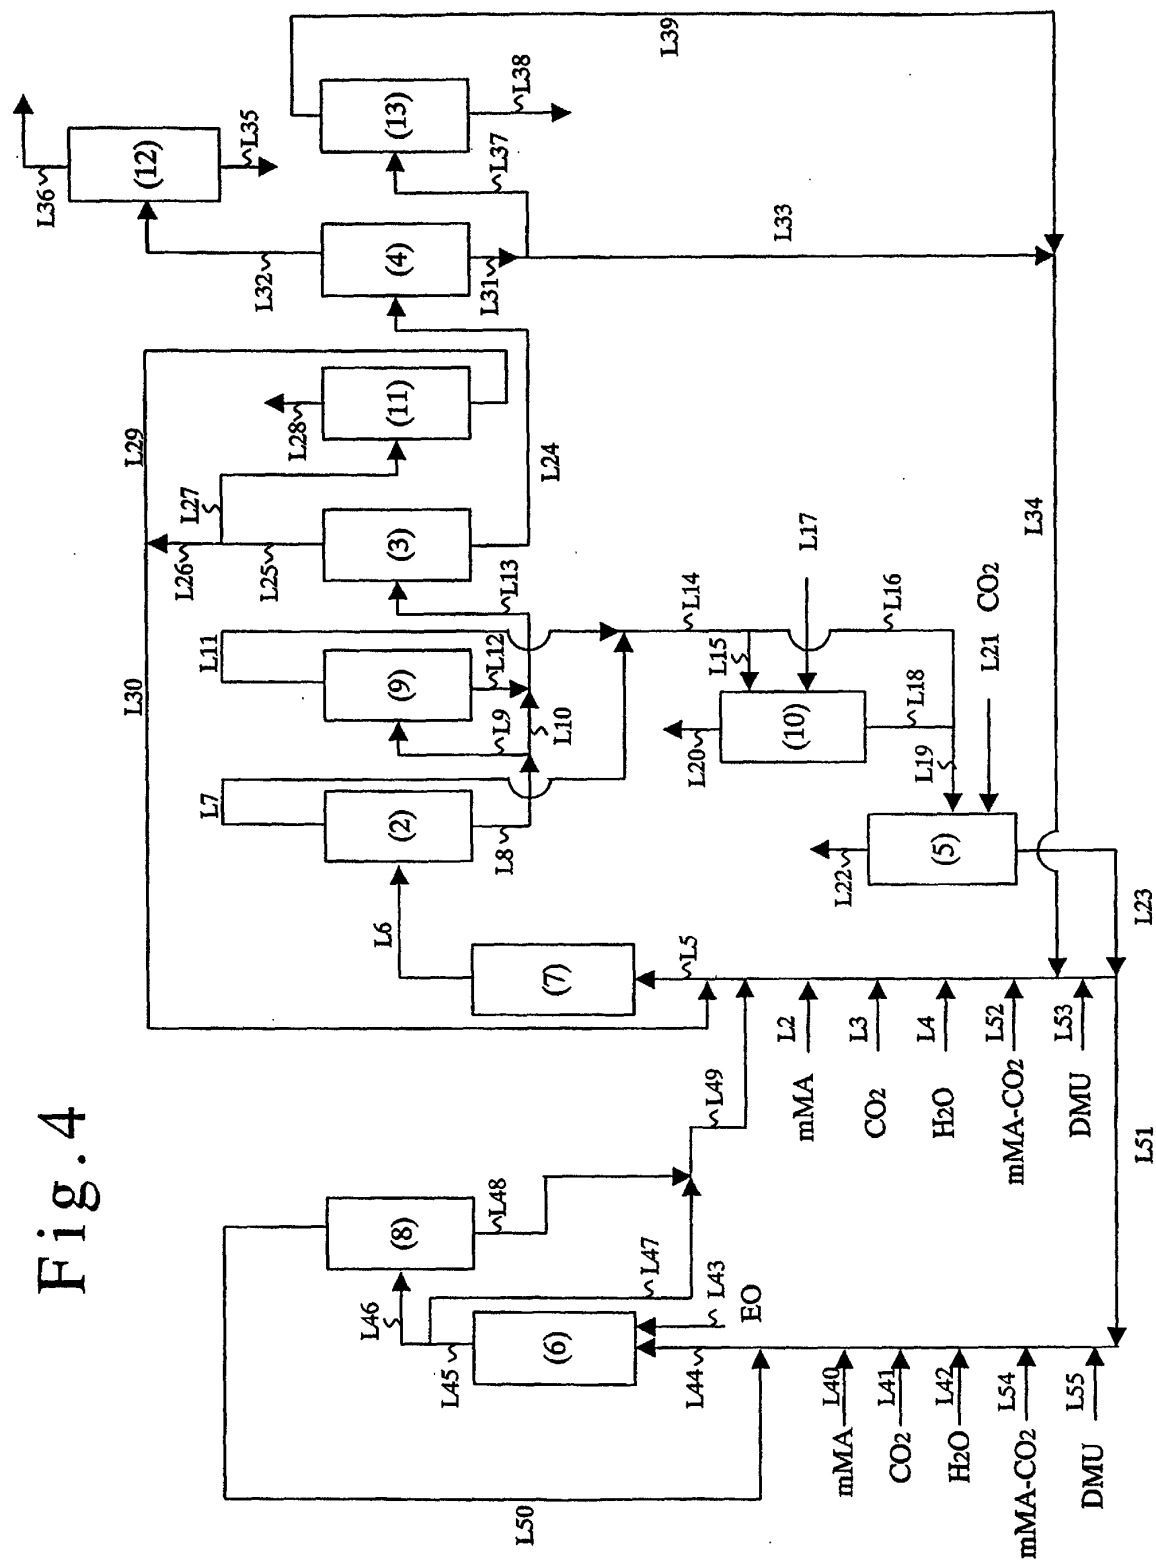 Fig.4
L36
L30
L29
(12)
L26
L27
L7
L11
L35
L25
L32
L28
L46
L6
(8)
(2)
(9)
(3)
(11)
(4)
(13)
L45
L48
L8
L9
L12
L13
L31
L37
L38
L50
(6)
(7)
L10
L24
L47
L5
L39
L44
L43
L49
L20
L15
L14
EO
L2
mMA
(10)
L17
L33
mMA
L40
L3
CO2
L22
L18
L16
CO2
L41
L4
H2O
L19
(5)
H2O
L42
L52
mMA-CO2
L21
CO2
mMA-CO2
L54
L53
DMU
L34
DMU
L55
L51
L23